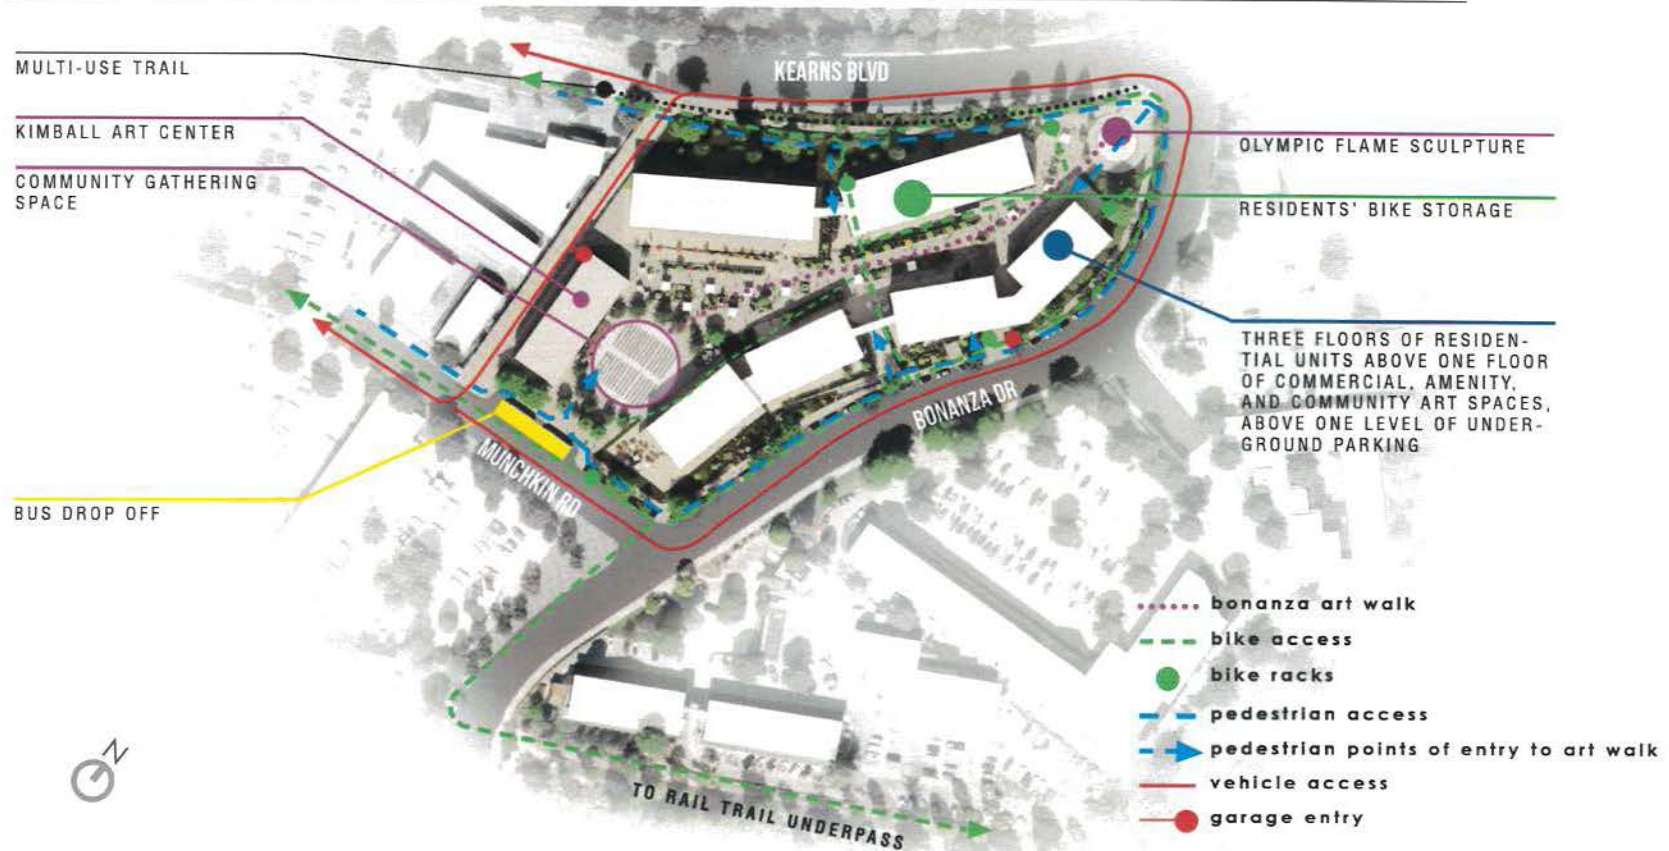 MULTI-USE TRAIL
KIMBALL ART CENTER
COMMUNITY GATHERING
SPACE
BUS DROP OFF
KEARNS BLVD
BONANZA DR
MUNCHKIN RD
TO RAIL TRAIL UNDERPASS
N
OLYMPIC FLAME SCULPTURE
RESIDENTS' BIKE STORAGE
THREE FLOORS OF RESIDEN-
TIAL UNITS ABOVE ONE FLOOR
OF COMMERCIAL, AMENITY,
AND COMMUNITY ART SPACES,
ABOVE ONE LEVEL OF UNDER-
GROUND PARKING
bonanza art walk
bike access
bike racks
pedestrian access
pedestrian points of entry to art walk
vehicle access
garage entry